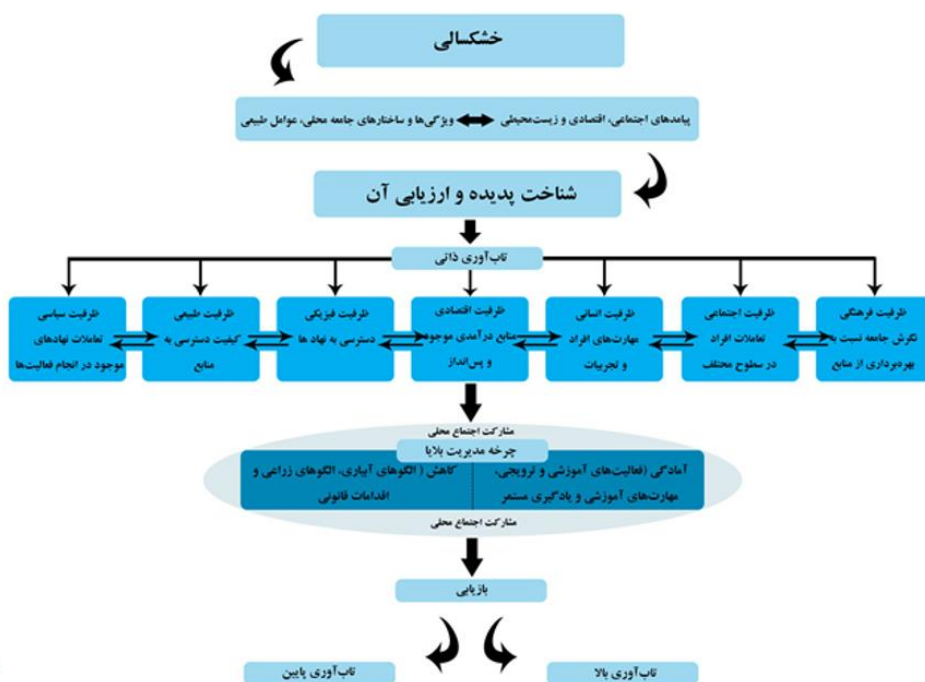 خشکسالی
پیامدهای اجتماعی، اقتصادی و زیست‌محیطی
ویژگی‌ها و ساختارهای جامعه محلی، عوامل طبیعی
شناخت پدیده و ارزیابی آن
تاب‌آوری ذاتی
ظرفیت فرهنگی
نگرش جامعه نسبت به
بهره‌برداری از منابع
ظرفیت اجتماعی
تعاملات افراد
در سطوح مختلف
ظرفیت انسانی
مهارت‌های افراد
و تجربیات
ظرفیت اقتصادی
منابع درآمدی موجود
و پس‌انداز
ظرفیت فیزیکی
دسترسی به نهاد ها
ظرفیت طبیعی
کیفیت دسترسی به
منابع
ظرفیت سیاسی
تعاملات نهادهای
موجود در انجام فعالیت‌ها
مشارکت اجتماع محلی
چرخه مدیریت بلایا
آمادگی (فعالیت‌های آموزشی و ترویجی،
مهارت‌های آموزشی و یادگیری مستمر
کاهش ( الگوهای آبیاری، الگوهای زراعی و
اقدامات قانونی
مشارکت اجتماع محلی
بازیابی
تاب‌آوری بالا
تاب‌آوری پایین